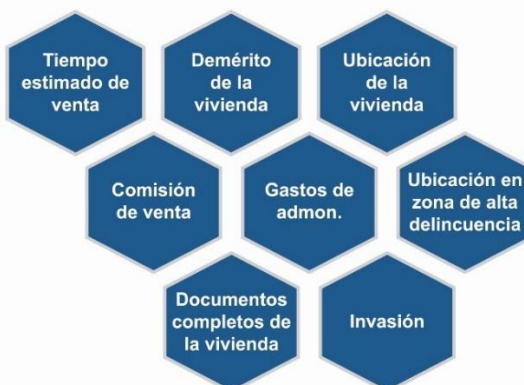 Tiempo
estimado de
venta
Demérito
de la
vivienda
Ubicación
de la
vivienda
Comisión
de venta
Gastos de
admon.
Ubicación en
zona de alta
delincuencia
Documentos
completos de
la vivienda
Invasión